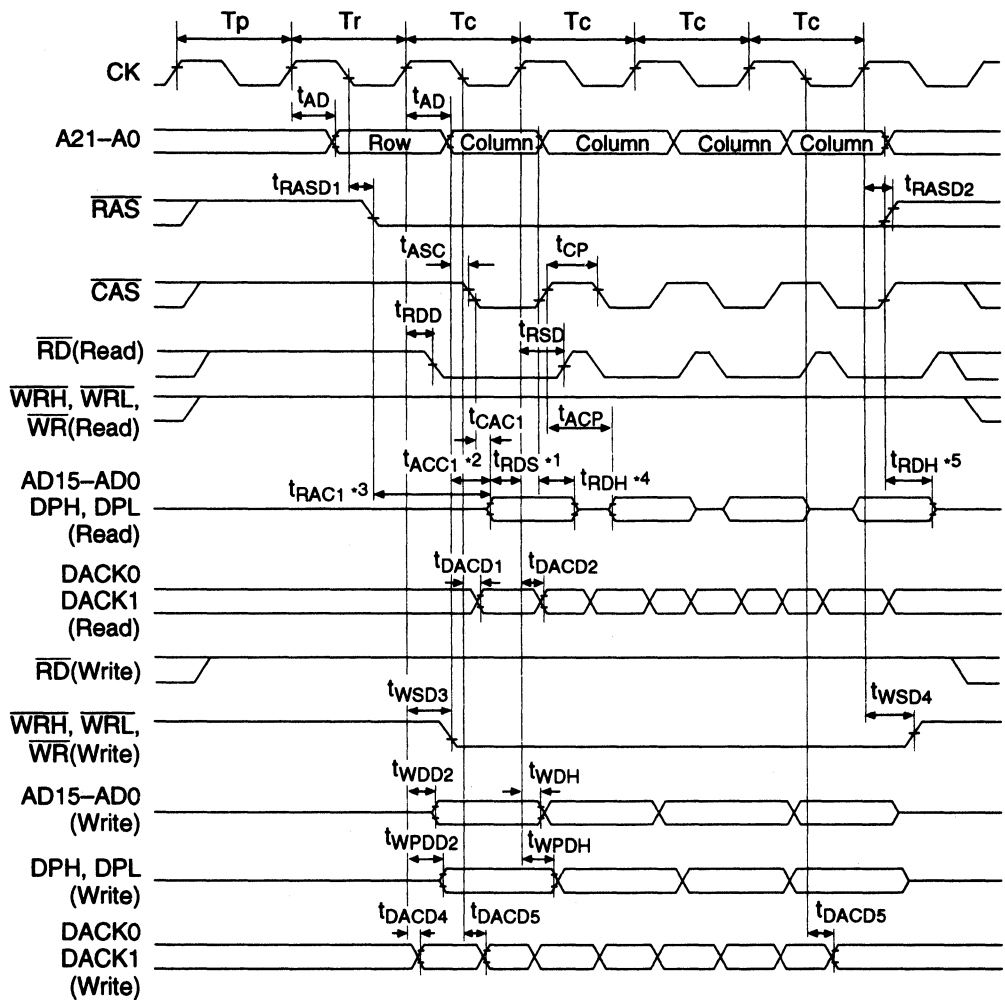 Tp Tr Tc Tc Tc Tc
CK
tAD tAD
A21–A0 Row Column Column Column Column
tRASD1 tRASD2
RAS
tASC tCP
CAS
tRDD tRSD
RD(Read)
WRH, WRL,
WR(Read)
tCAC1 tACP
tACC1 *2 tRDS *1 tRDH *4 tRDH *5
AD15–AD0
tRAC1 *3
DPH, DPL
(Read)
tDACD1 tDACD2
DACK0
DACK1
(Read)
RD(Write)
tWSD3 tWSD4
WRH, WRL,
WR(Write)
tWDD2 tWDH
AD15–AD0
(Write)
tWPDD2 tWPDH
DPH, DPL
(Write)
tDACD4 tDACD5 tDACD5
DACK0
DACK1
(Write)